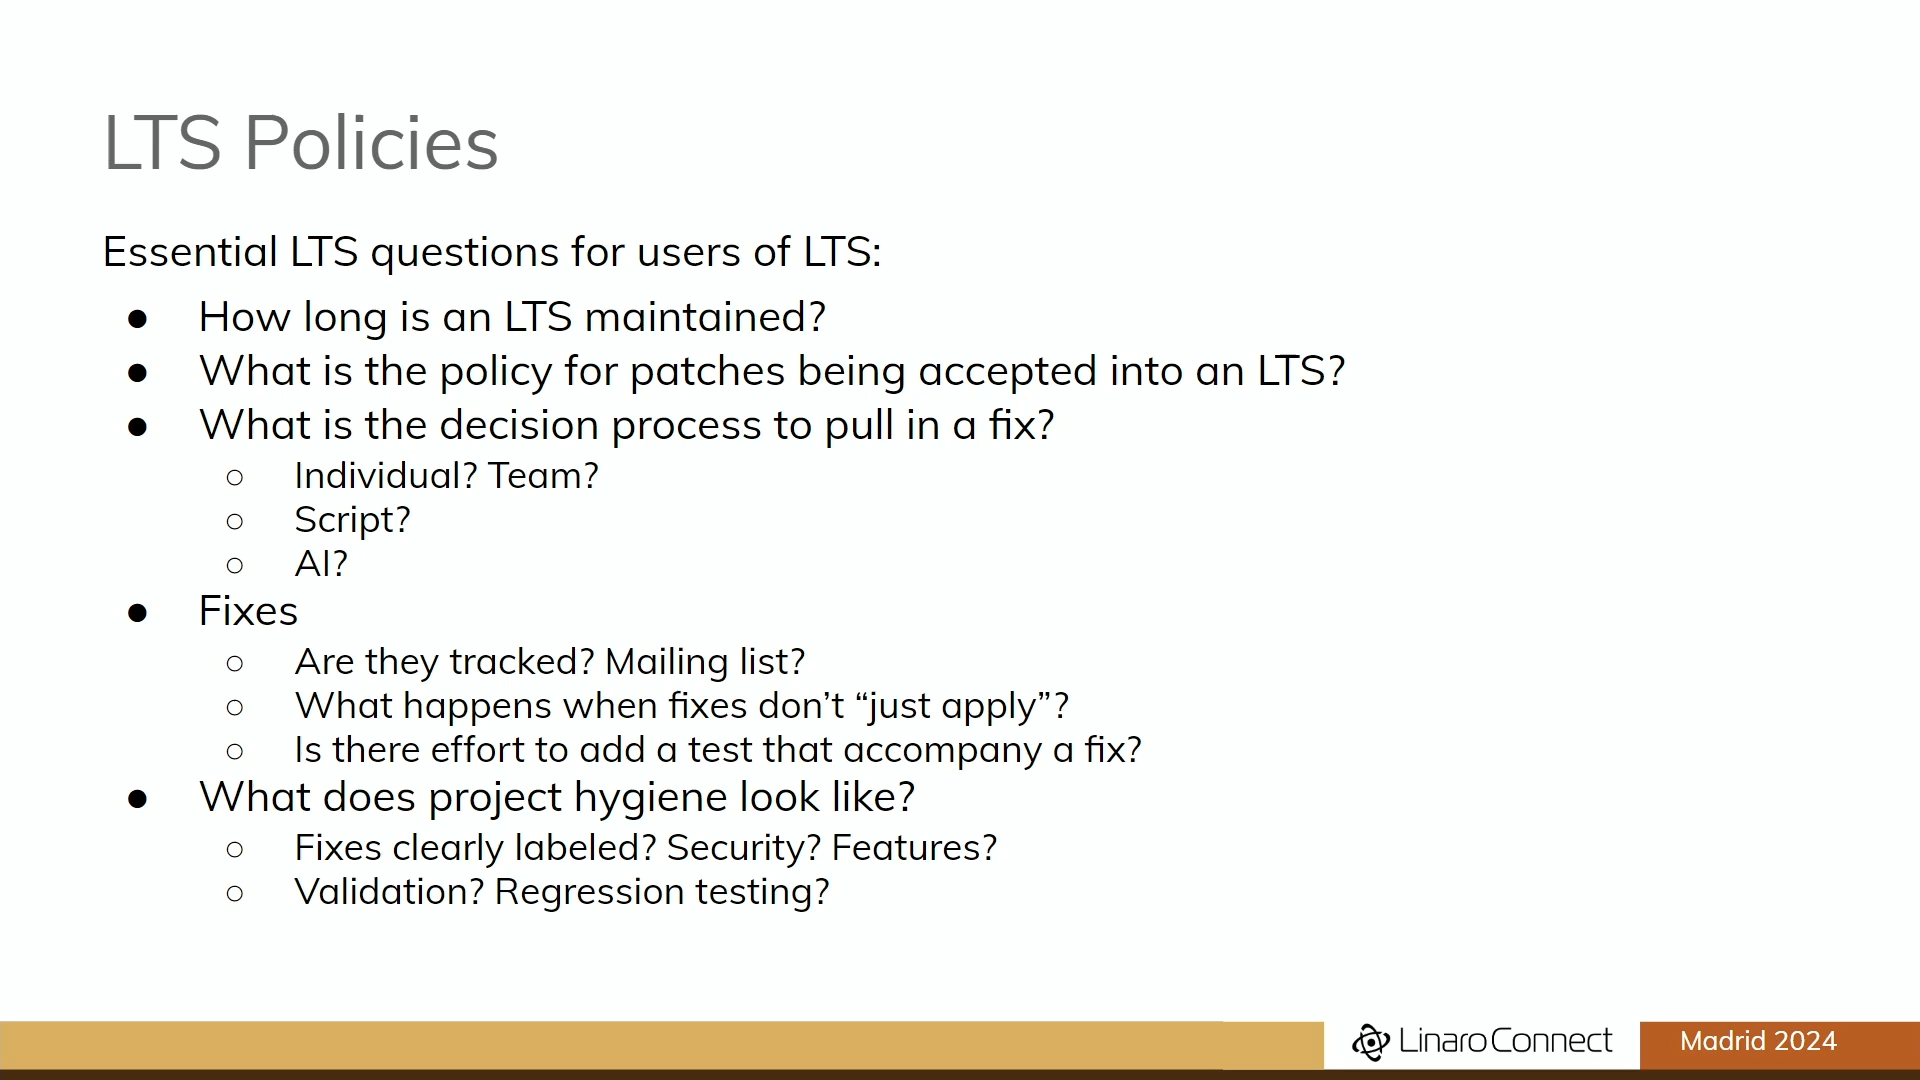 LTS Policies
Essential LTS questions for users of LTS:
● How long is an LTS maintained?
● What is the policy for patches being accepted into an LTS?
● What is the decision process to pull in a fix?
○ Individual? Team?
○ Script?
○ AI?
● Fixes
○ Are they tracked? Mailing list?
○ What happens when fixes don’t “just apply”?
○ Is there effort to add a test that accompany a fix?
● What does project hygiene look like?
○ Fixes clearly labeled? Security? Features?
○ Validation? Regression testing?
Linaro Connect
Madrid 2024